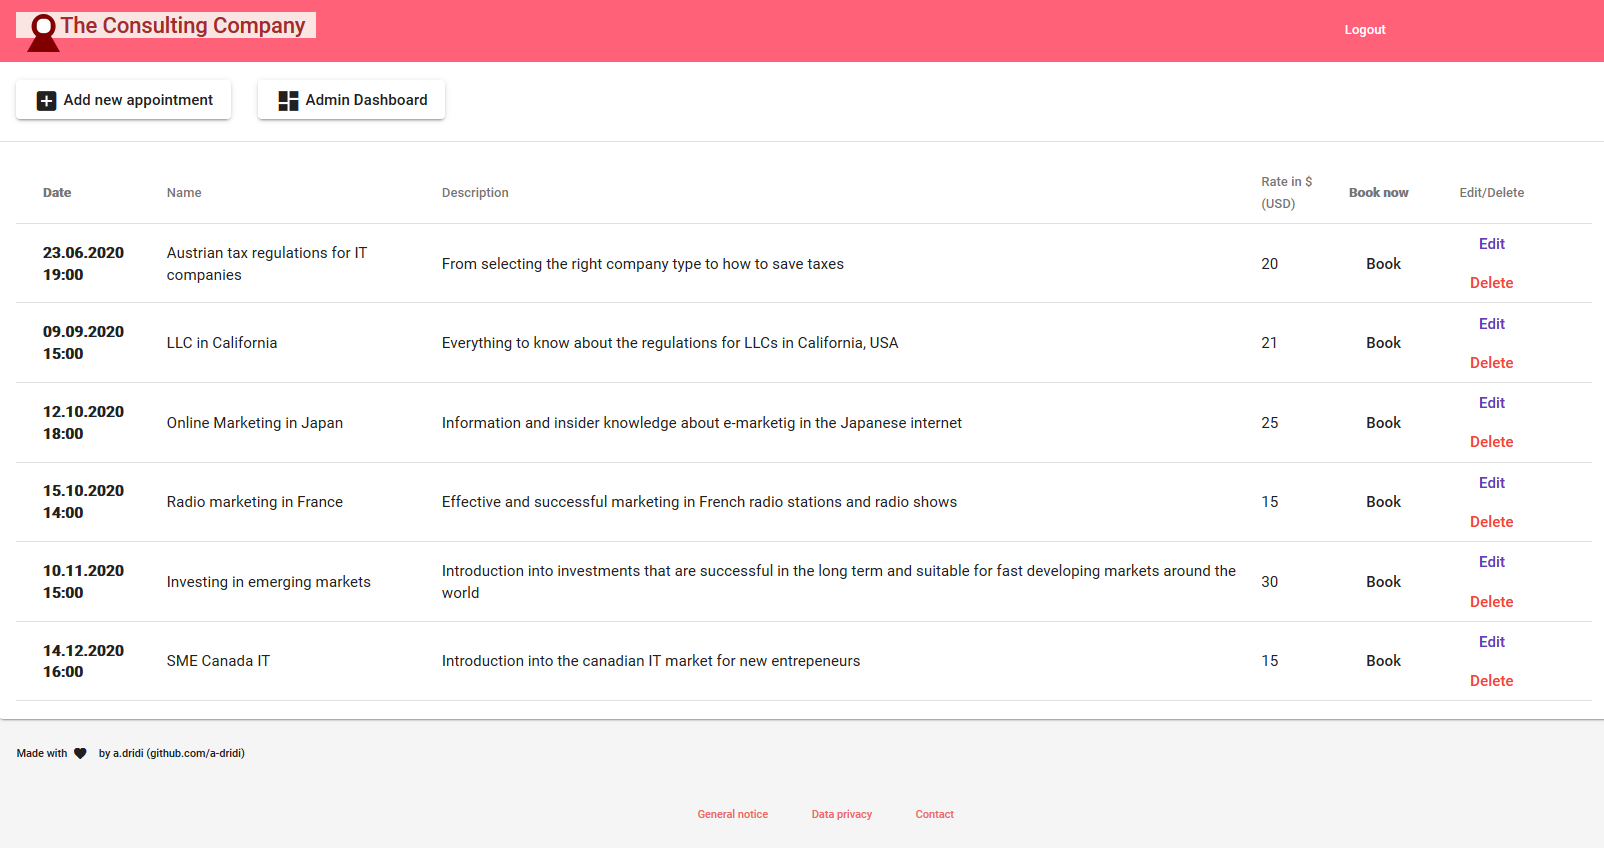 The Consulting Company
Logout
Add new appointment
Admin Dashboard
Date
Name
Description
Rate in $
(USD)
Book now
Edit/Delete
23.06.2020
19:00
Austrian tax regulations for IT
companies
From selecting the right company type to how to save taxes
20
Book
Edit
Delete
09.09.2020
15:00
LLC in California
Everything to know about the regulations for LLCs in California, USA
21
Book
Edit
Delete
12.10.2020
18:00
Online Marketing in Japan
Information and insider knowledge about e-marketig in the Japanese internet
25
Book
Edit
Delete
15.10.2020
14:00
Radio marketing in France
Effective and successful marketing in French radio stations and radio shows
15
Book
Edit
Delete
10.11.2020
15:00
Investing in emerging markets
Introduction into investments that are successful in the long term and suitable for fast developing markets around the
world
30
Book
Edit
Delete
14.12.2020
16:00
SME Canada IT
Introduction into the canadian IT market for new entrepeneurs
15
Book
Edit
Delete
Made with by a.dridi (github.com/a-dridi)
General notice
Data privacy
Contact